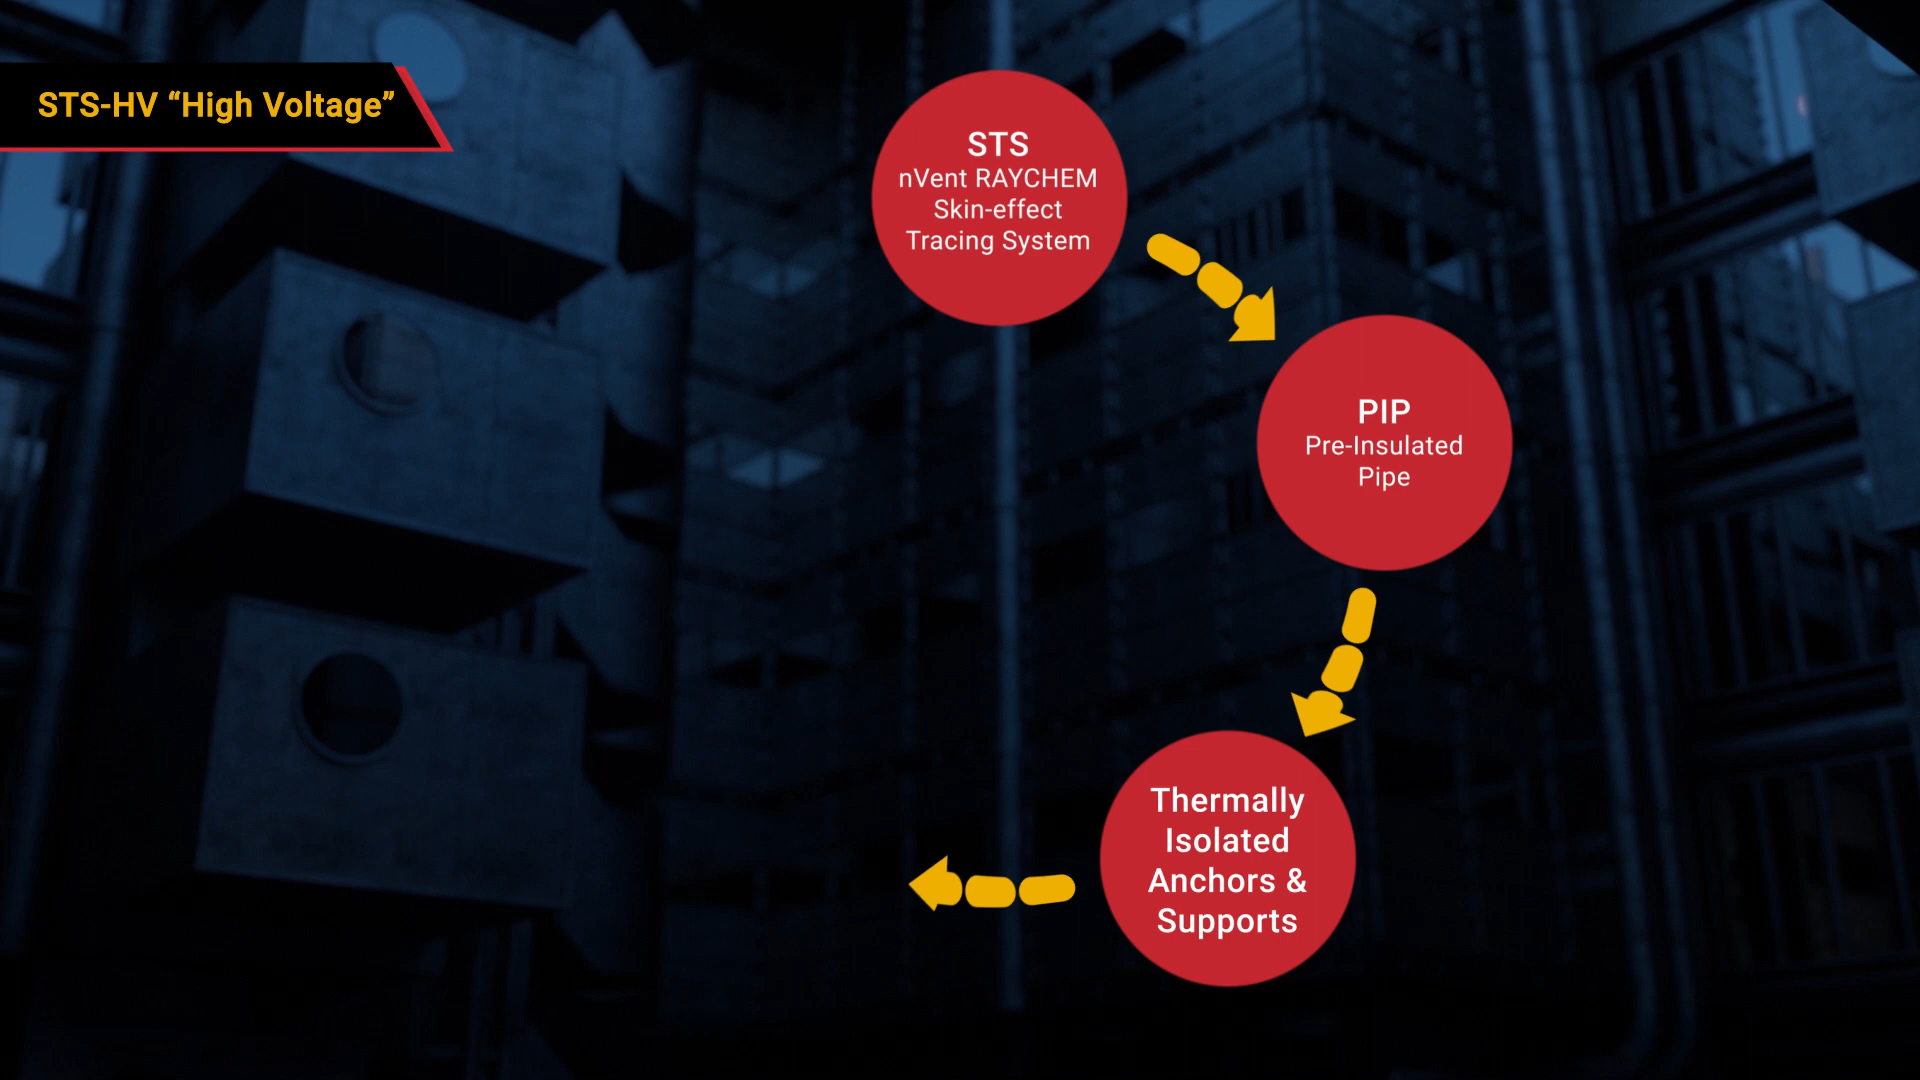 STS-HV “High Voltage”
STS
nVent RAYCHEM
Skin-effect
Tracing System
PIP
Pre-Insulated
Pipe
Thermally
Isolated
Anchors &
Supports